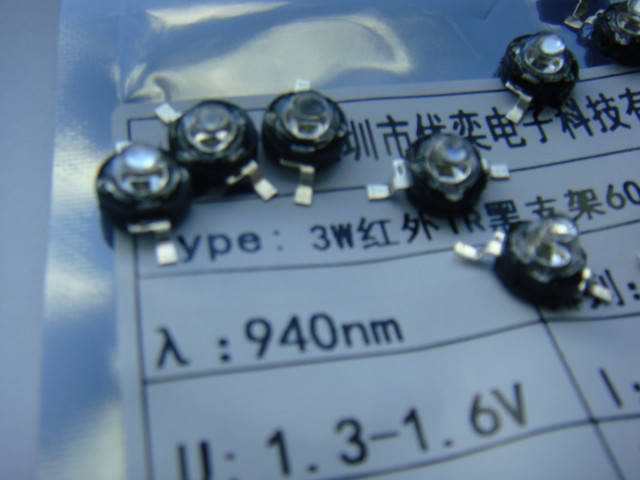 圳市优奕电子科技有
ype: 3W红外IR黑支架60
λ:940nm
U:1.3-1.6V I.